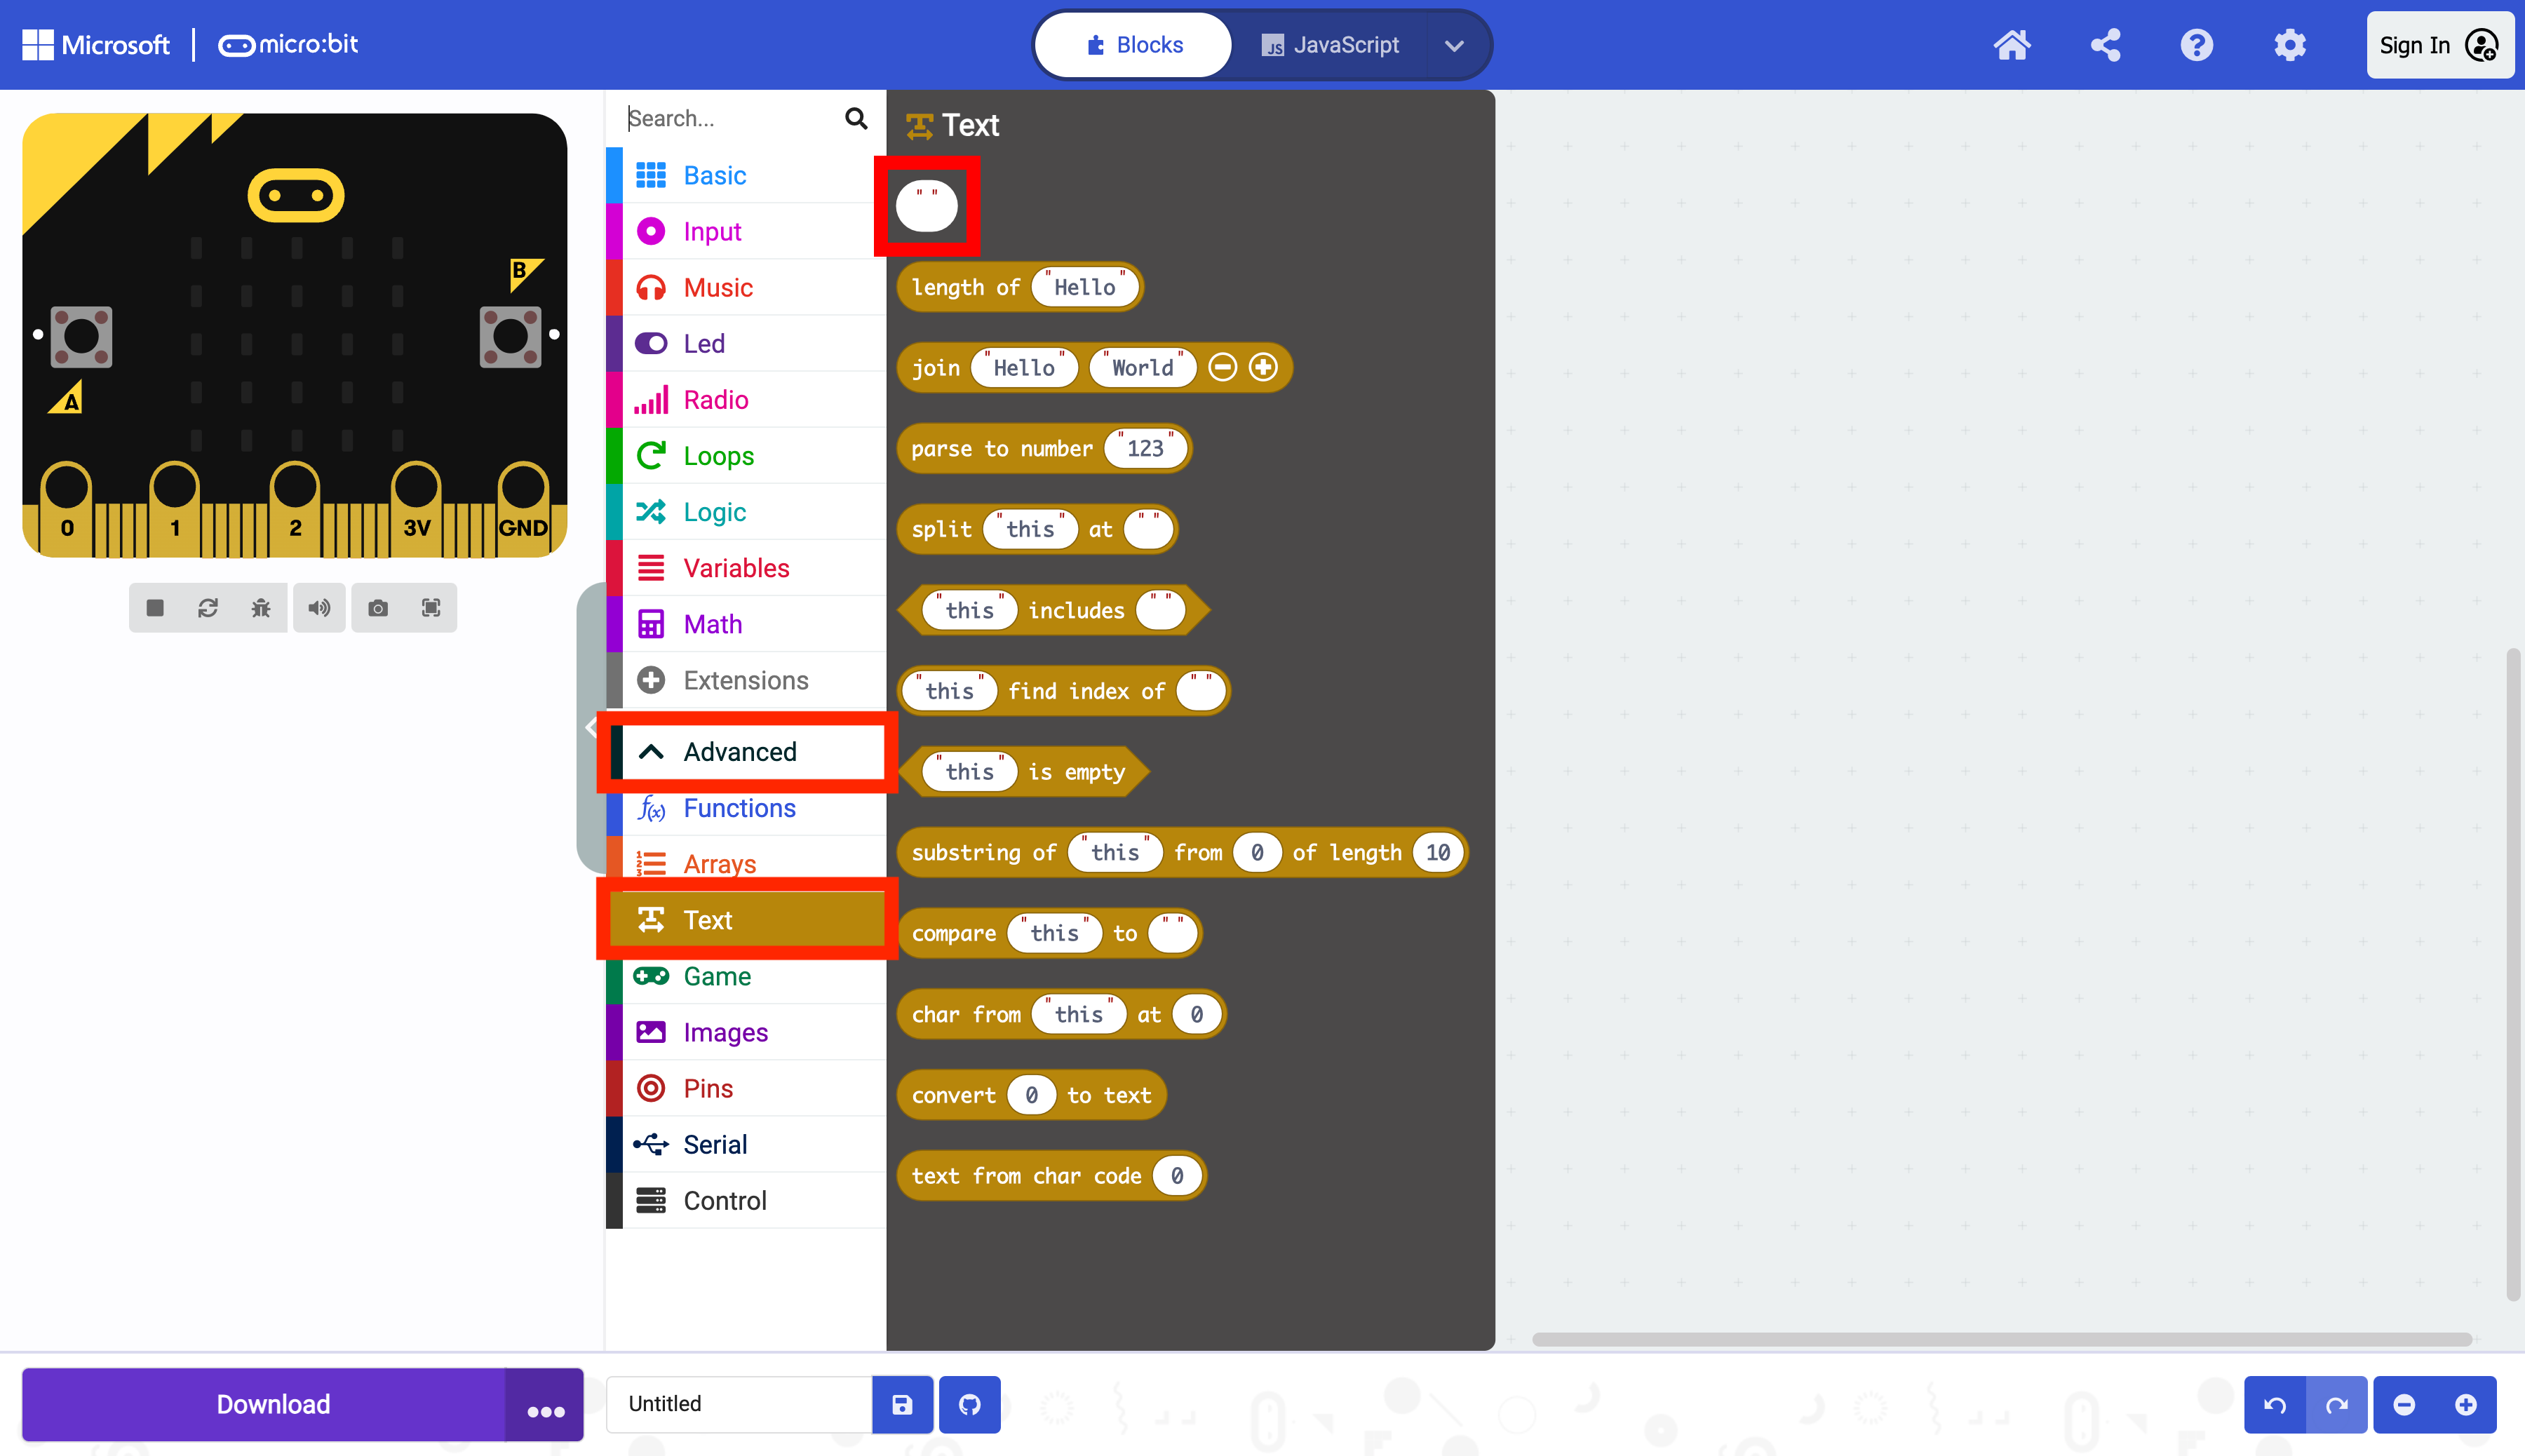 Microsoft micro:bit
Blocks
JS JavaScript
Sign In
B
A
0 1 2 3V GND
Search...
Basic
Input
Music
Led
Radio
Loops
Logic
Variables
Math
Extensions
Advanced
f(x) Functions
Arrays
Text
Game
Images
Pins
Serial
Control
Text
" "
length of "Hello"
join "Hello" "World"
parse to number "123"
split "this" at " "
"this" includes " "
"this" find index of " "
"this" is empty
substring of "this" from 0 of length 10
compare "this" to " "
char from "this" at 0
convert 0 to text
text from char code 0
Download
Untitled